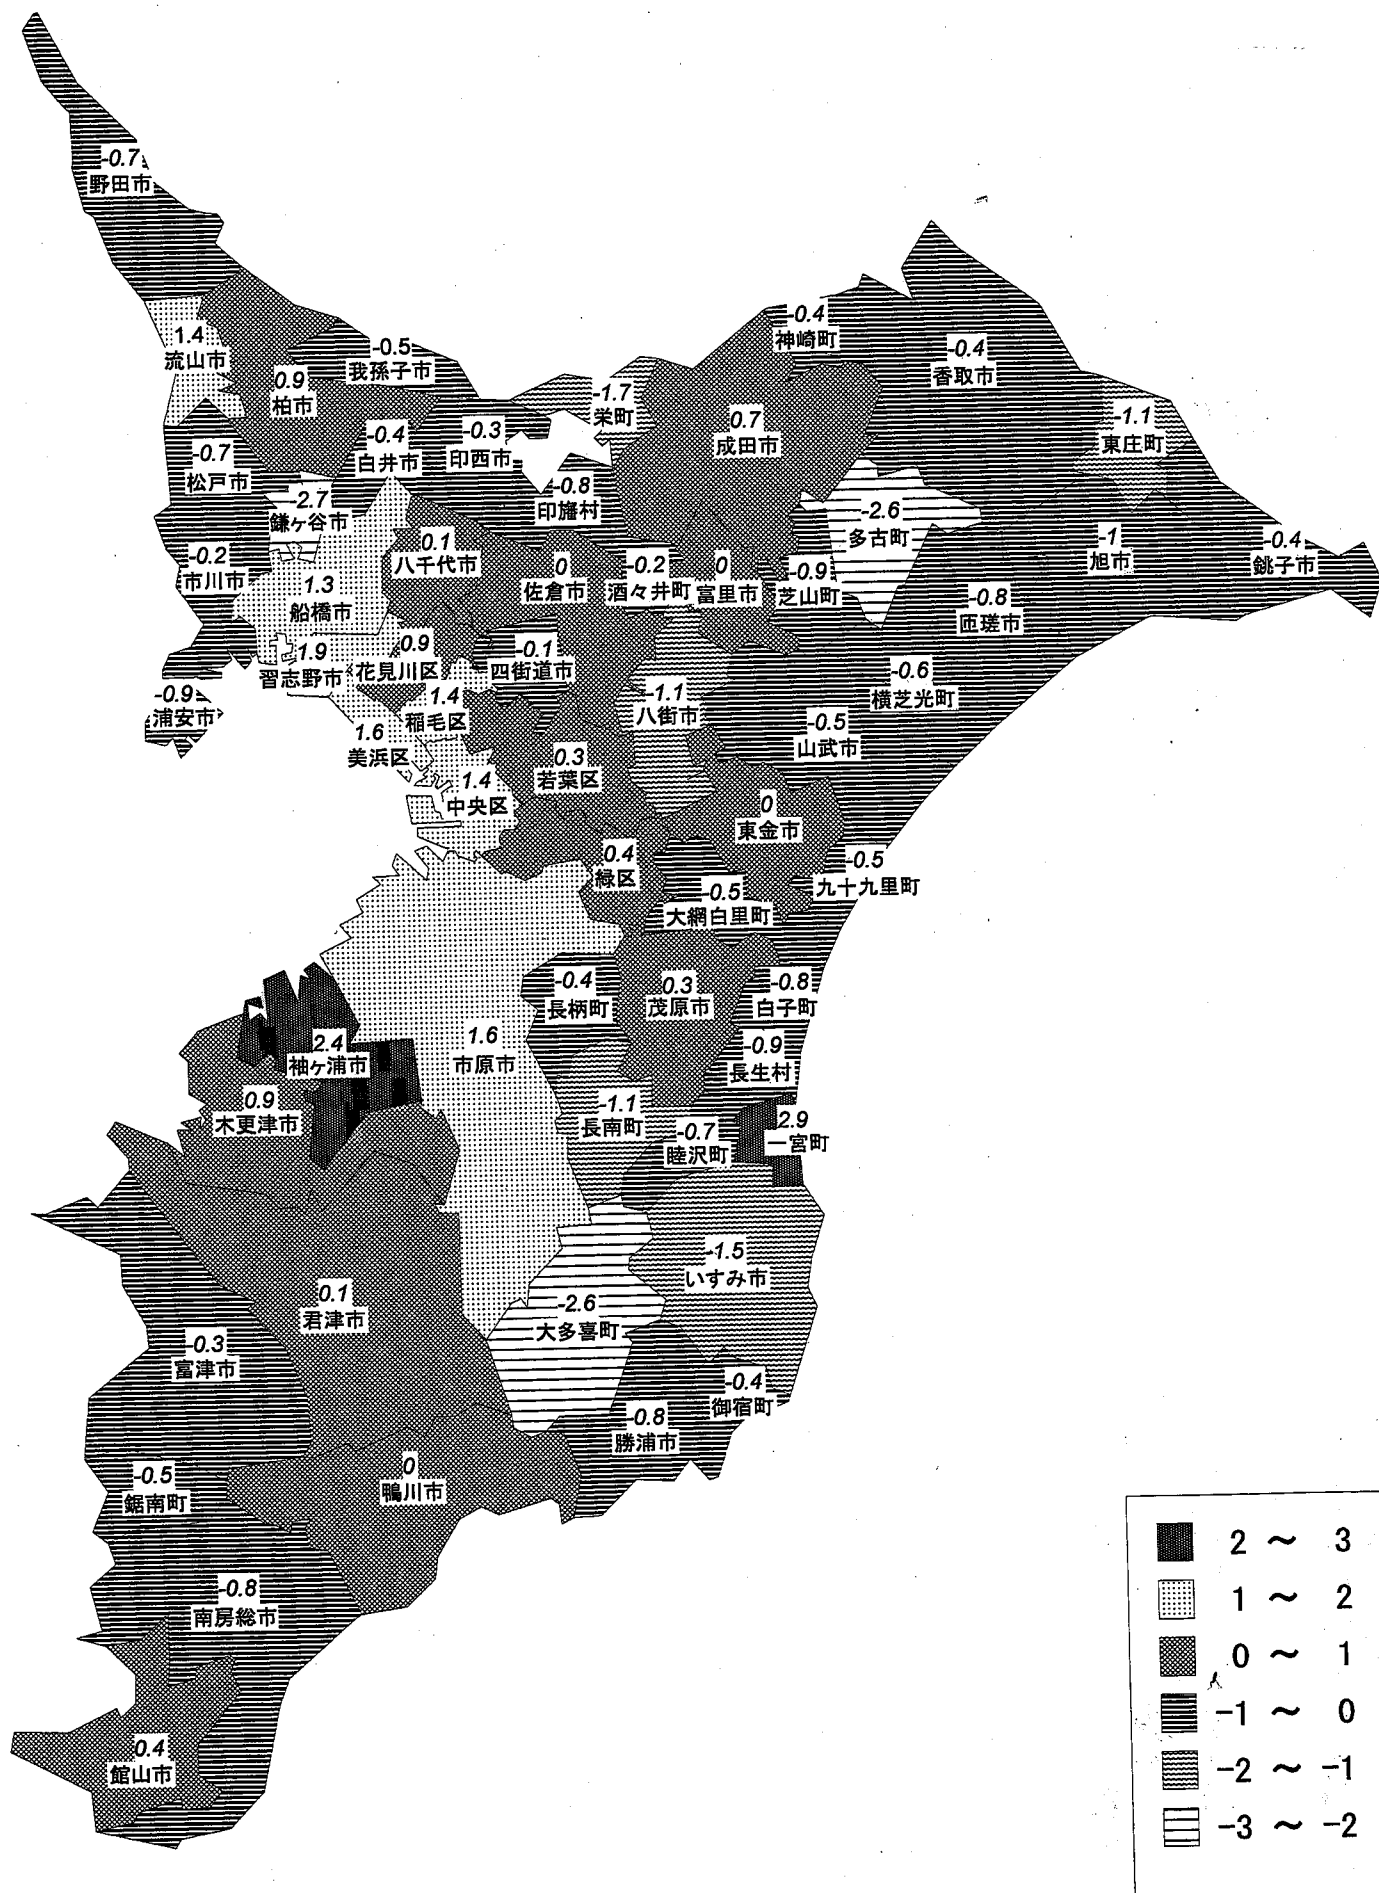 -0.7
野田市
1.4
流山市
0.9
柏市
-0.5
我孫子市
-0.4
神崎町
-0.4
香取市
-1.7
栄町
0.7
成田市
-1.1
東庄町
-0.7
松戸市
-0.4
白井市
-0.3
印西市
-2.7
鎌ヶ谷市
-0.8
印旛村
-2.6
多古町
-0.2
市川市
0.1
八千代市
0
佐倉市
-0.2
酒々井町
0
富里市
-0.9
芝山町
-1
旭市
-0.4
銚子市
1.3
船橋市
-0.8
匝瑳市
1.9
習志野市
0.9
花見川区
-0.1
四街道市
-0.6
横芝光町
-0.9
浦安市
1.4
稲毛区
-1.1
八街市
-0.5
山武市
1.6
美浜区
0.3
若葉区
1.4
中央区
0
東金市
0.4
緑区
-0.5
九十九里町
-0.5
大網白里町
-0.4
長柄町
0.3
茂原市
-0.8
白子町
2.4
袖ヶ浦市
1.6
市原市
-0.9
長生村
0.9
木更津市
-1.1
長南町
-0.7
睦沢町
2.9
一宮町
-1.5
いすみ市
0.1
君津市
-2.6
大多喜町
-0.3
富津市
-0.4
御宿町
-0.8
勝浦市
-0.5
鋸南町
0
鴨川市
-0.8
南房総市
0.4
館山市
2 ～ 3
1 ～ 2
0 ～ 1
-1 ～ 0
-2 ～ -1
-3 ～ -2